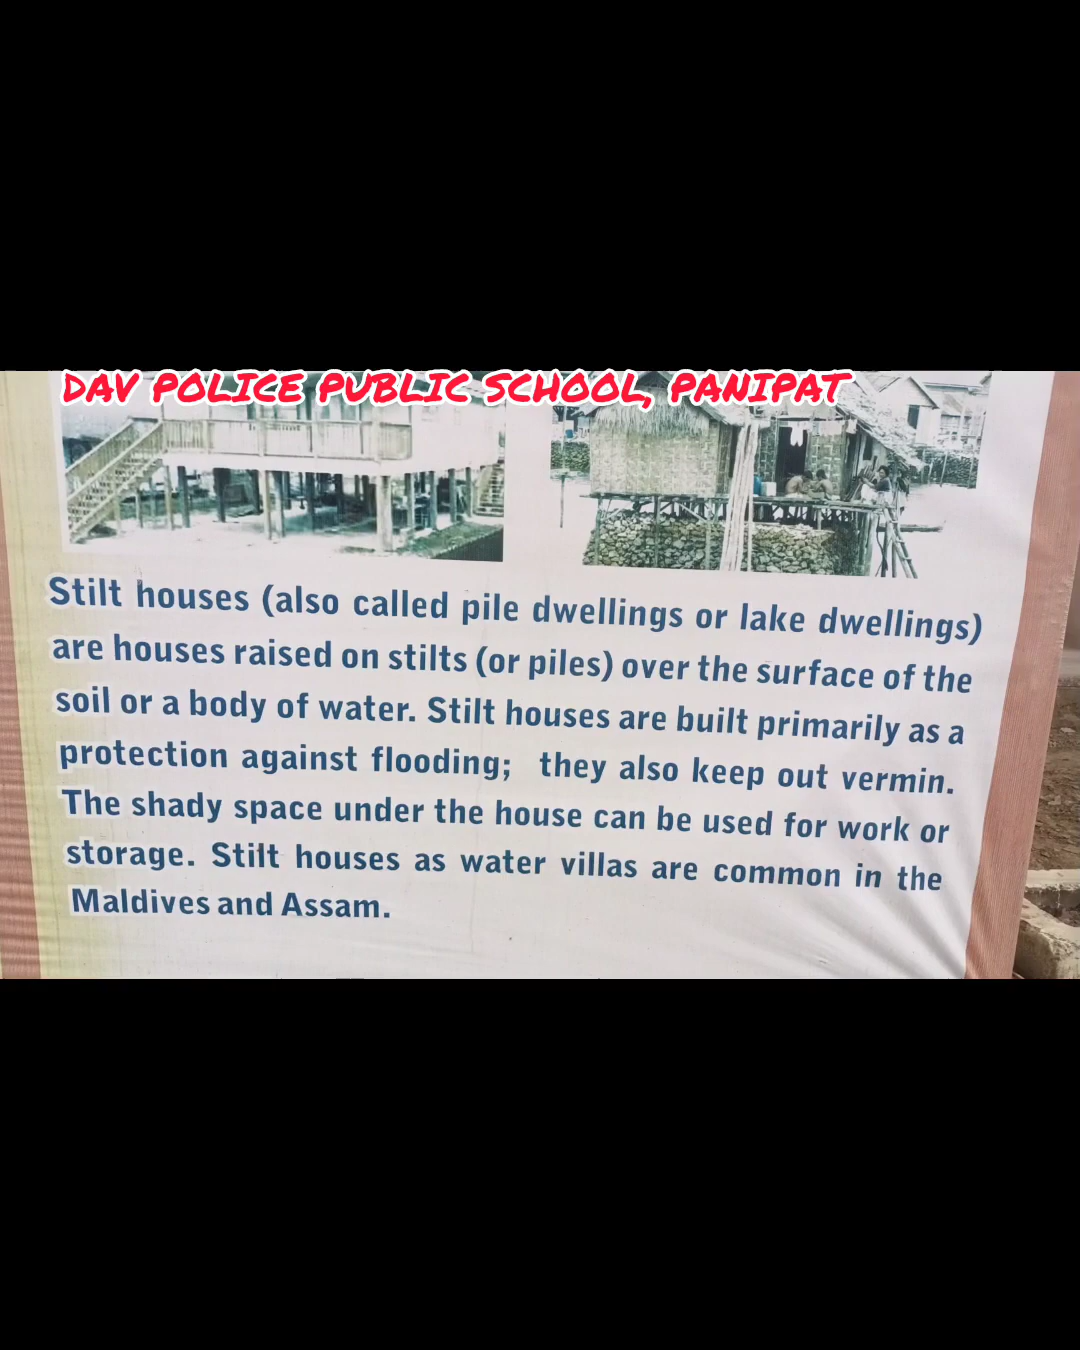 DAV POLICE PUBLIC SCHOOL, PANIPAT
Stilt houses (also called pile dwellings or lake dwellings)
are houses raised on stilts (or piles) over the surface of the
soil or a body of water. Stilt houses are built primarily as a
protection against flooding; they also keep out vermin.
The shady space under the house can be used for work or
storage. Stilt houses as water villas are common in the
Maldives and Assam.